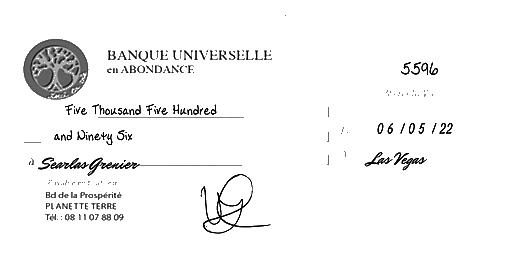 BANQUE UNIVERSELLE
en ABONDANCE
5596
Five Thousand Five Hundred
and Ninety Six
06/05/22
à Searlas Grenier
Las Vegas
Bd de la Prospérité
PLANETTE TERRE
Tél. : 08 11 07 88 09